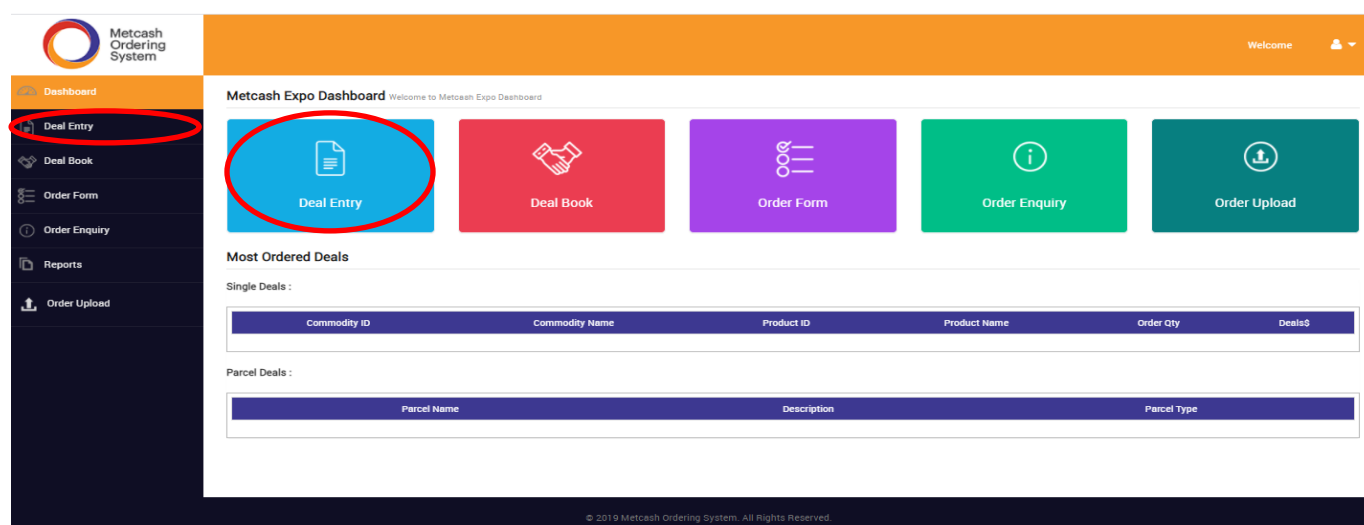 Metcash
Ordering
System
Welcome
Dashboard
Deal Entry
Deal Book
Order Form
Order Enquiry
Reports
Order Upload
Metcash Expo Dashboard Welcome to Metcash Expo Dashboard
Deal Entry Deal Book Order Form Order Enquiry Order Upload
Most Ordered Deals
Single Deals :
Commodity ID Commodity Name Product ID Product Name Order Qty Deals$
Parcel Deals :
Parcel Name Description Parcel Type
© 2019 Metcash Ordering System. All Rights Reserved.